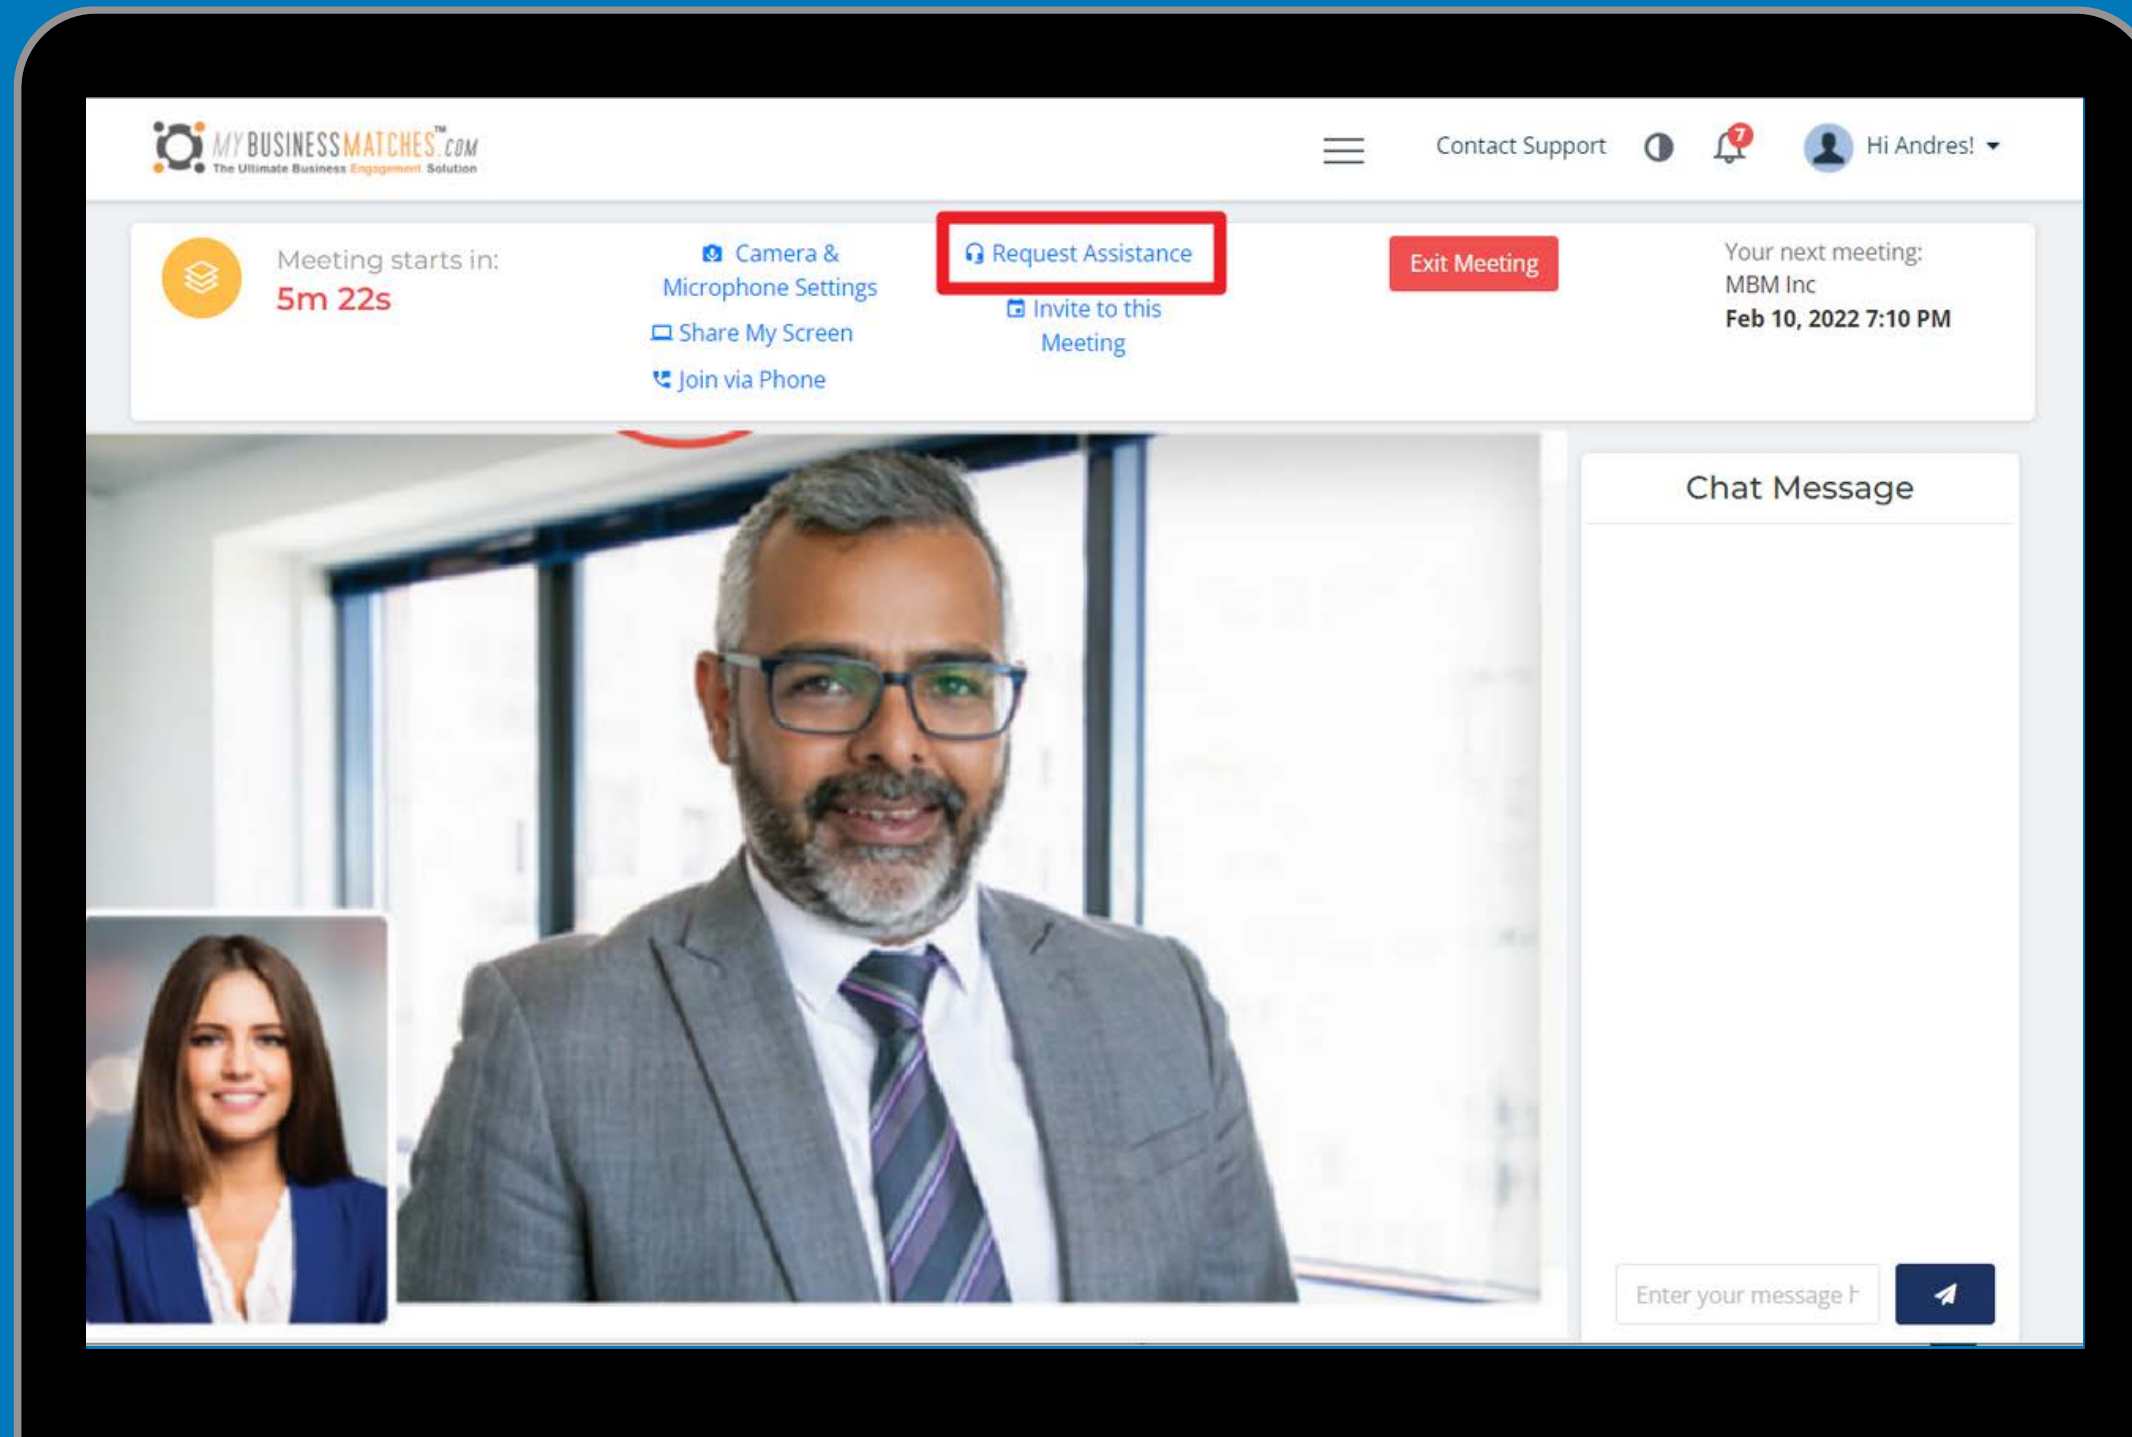 MYBUSINESSMATCHES™.COM
The Ultimate Business Engagement Solution
Contact Support
7
Hi Andres!
Meeting starts in:
5m 22s
Camera &
Microphone Settings
Share My Screen
Join via Phone
Request Assistance
Invite to this
Meeting
Exit Meeting
Your next meeting:
MBM Inc
Feb 10, 2022 7:10 PM
Chat Message
Enter your message h